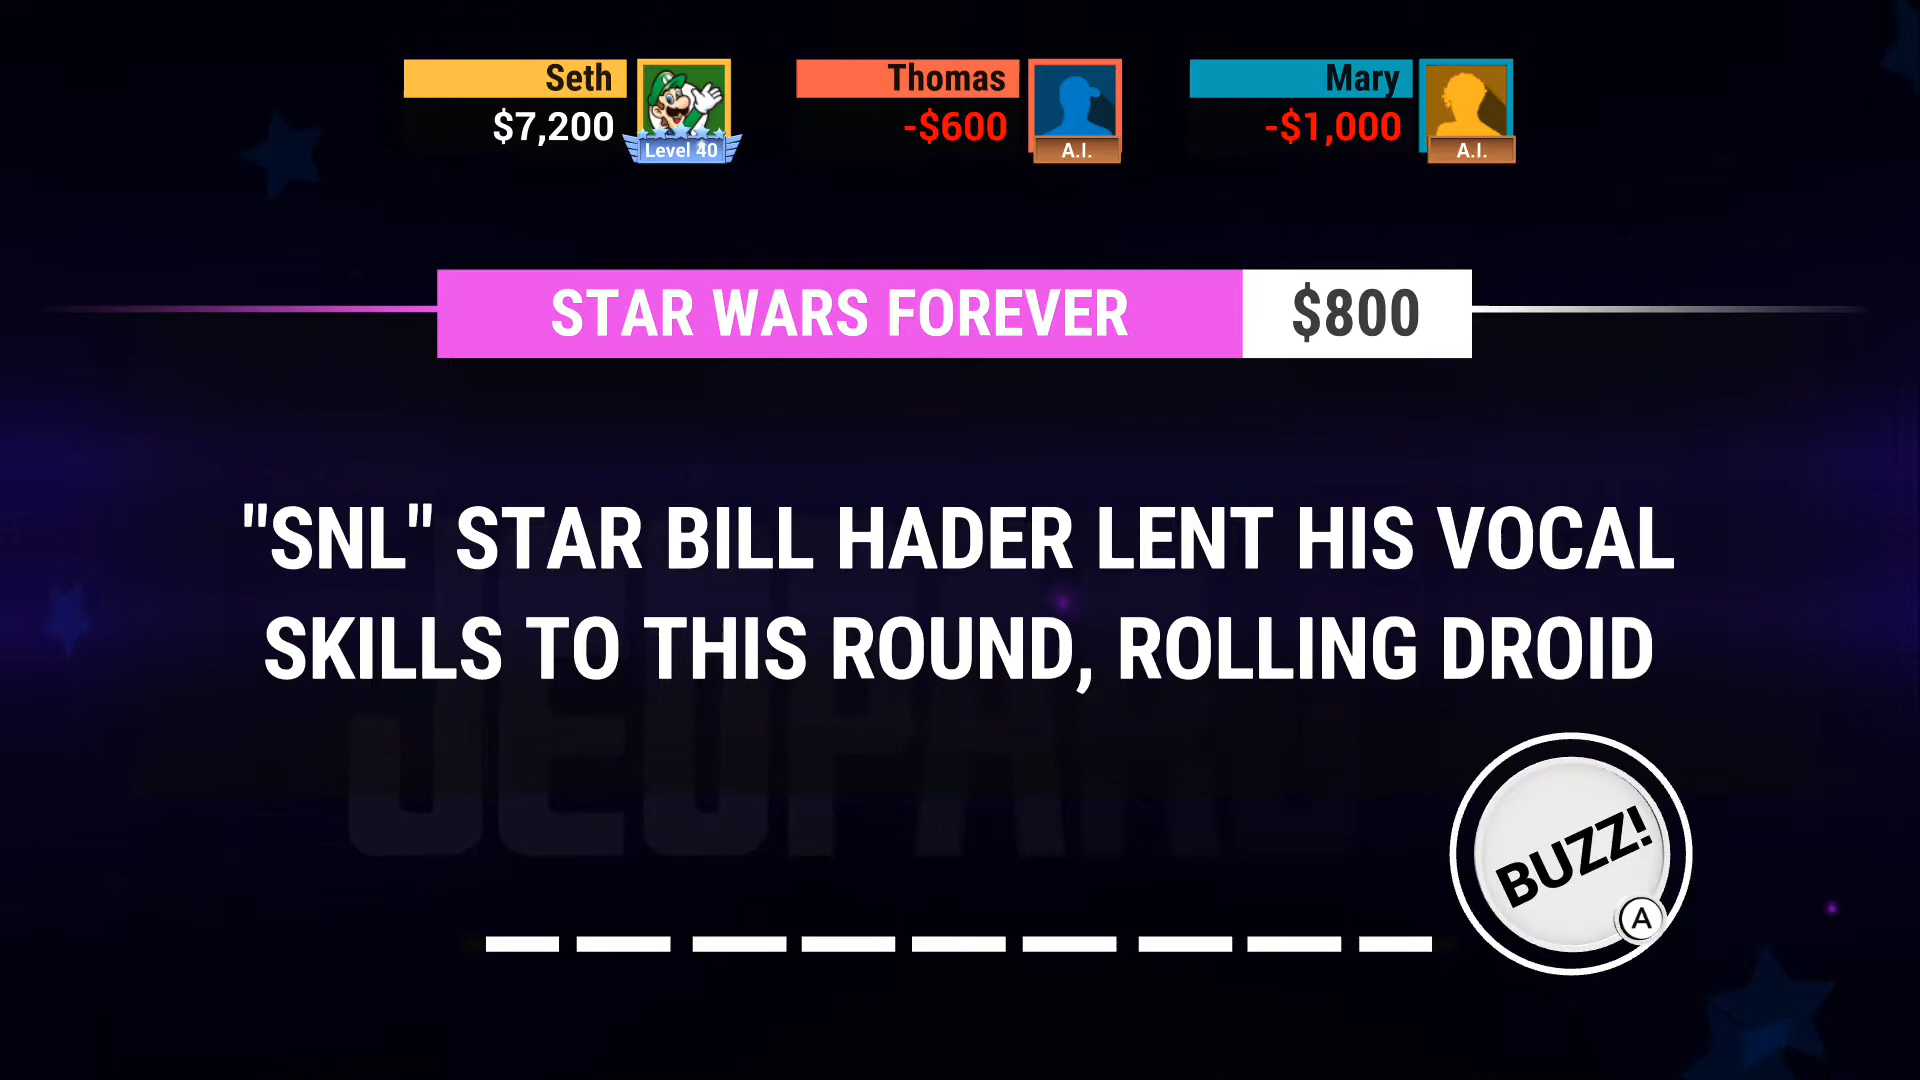 Seth
$7,200
Level 40
Thomas
-$600
A.I.
Mary
-$1,000
A.I.
STAR WARS FOREVER $800
"SNL" STAR BILL HADER LENT HIS VOCAL
SKILLS TO THIS ROUND, ROLLING DROID
JEOPARD
BUZZ!
A